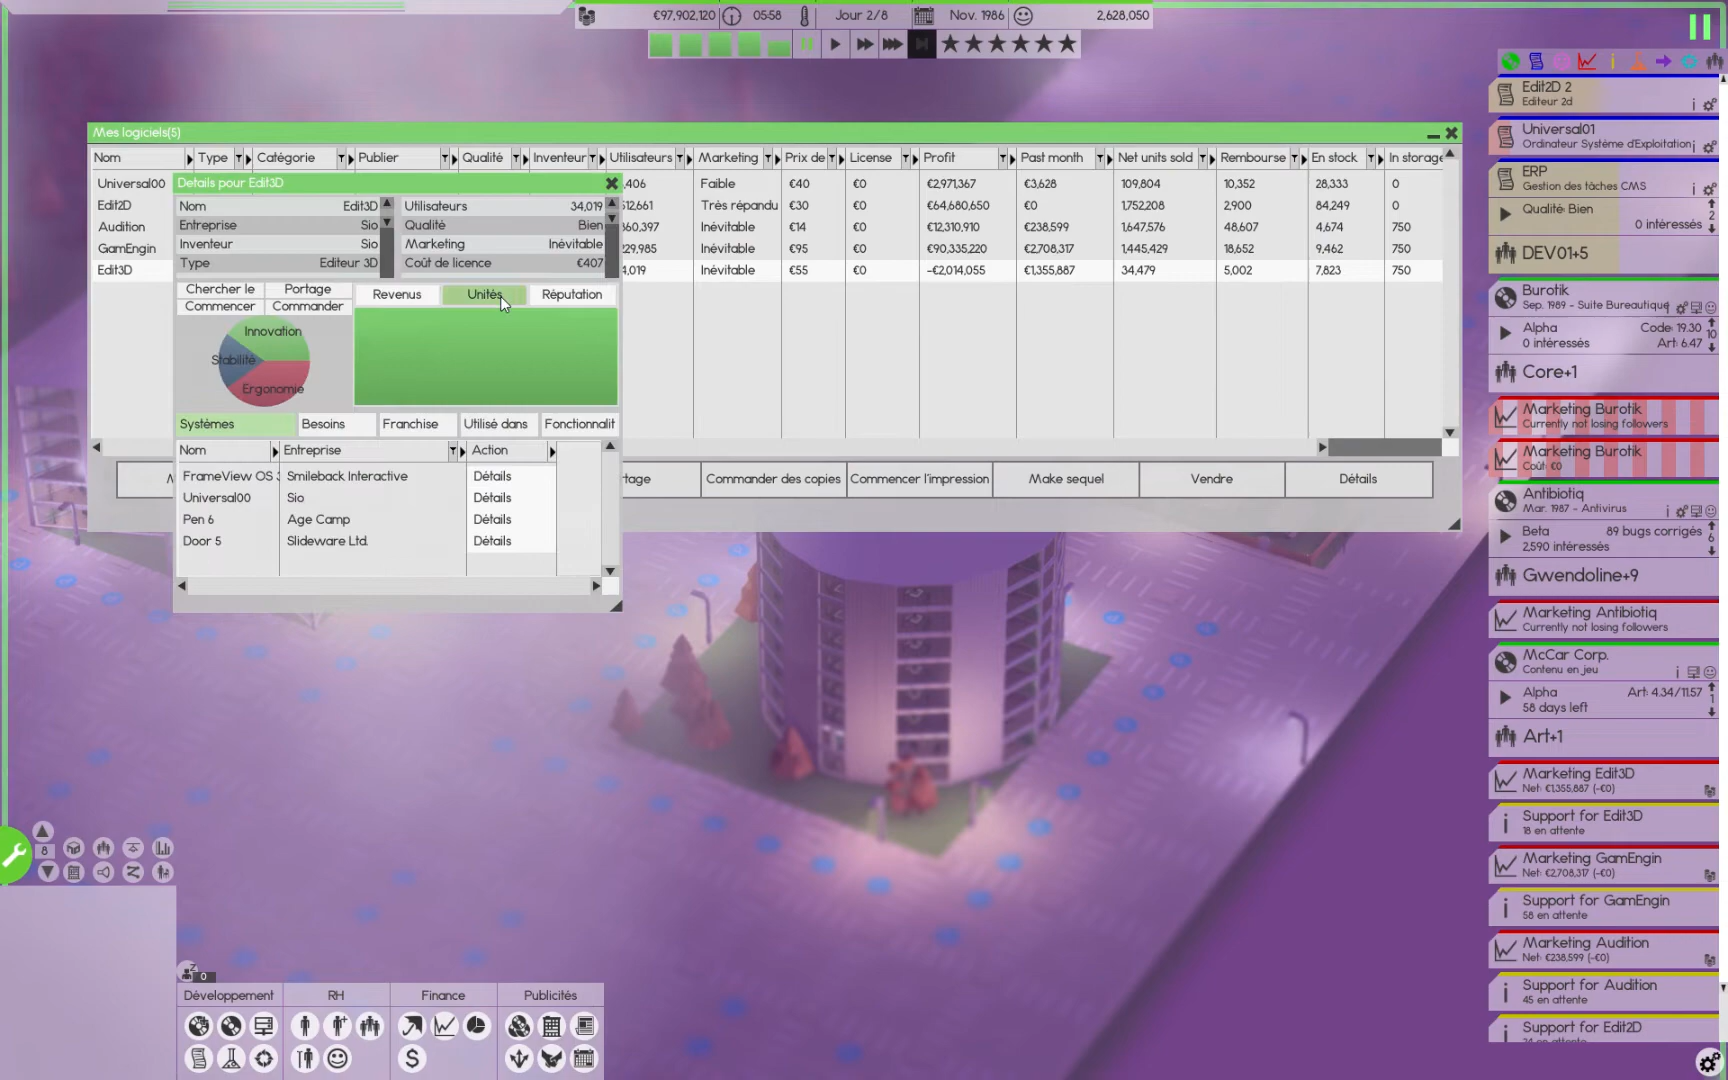 €97,902,120 05:58 Jour 2/8 Nov. 1986 2,628,050
Mes logiciels(5)
Nom Type Catégorie Publier Qualité Inventeur Utilisateurs Marketing Prix de License Profit Past month Net units sold Rembourse En stock In storage
Universal00 ,406 Faible €40 €0 €2,971,367 €3,628 109,804 10,352 28,333 0
Edit2D 512,661 Très répandu €30 €0 €64,680,650 €0 1,752,208 2,900 84,249 0
Audition 360,397 Inévitable €14 €0 €12,310,910 €238,599 1,647,576 48,607 4,674 750
GamEngin 229,985 Inévitable €95 €0 €90,335,220 €2,708,317 1,445,429 18,652 9,462 750
Edit3D 4,019 Inévitable €55 €0 -€2,014,055 €1,355,887 34,479 5,002 7,823 750
tage Commander des copies Commencer l'impression Make sequel Vendre Détails
Details pour Edit3D
Nom Edit3D Utilisateurs 34,019
Entreprise Sio Qualité Bien
Inventeur Sio Marketing Inévitable
Type Editeur 3D Coût de licence €407
Chercher le Portage
Commencer Commander
Revenus Unités Réputation
Innovation
Stabilité
Ergonomie
Systèmes Besoins Franchise Utilisé dans Fonctionnalit
Nom Entreprise Action
FrameView OS Smileback Interactive Détails
Universal00 Sio Détails
Pen 6 Age Camp Détails
Door 5 Slideware Ltd. Détails
Edit2D 2
Editeur 2d
Universal01
Ordinateur Système d'Exploitation
ERP
Gestion des tâches CMS
Qualité: Bien 2
0 intéressés
DEV01+5
Burotik
Sep. 1989 - Suite Bureautique
Alpha Code: 19.30 10
0 intéressés Art: 6.47
Core+1
Marketing Burotik
Currently not losing followers
Marketing Burotik
Coût: €0
Antibiotiq
Mar. 1987 - Antivirus
Beta 89 bugs corrigés 6
2,590 intéressés
Gwendoline+9
Marketing Antibiotiq
Currently not losing followers
McCar Corp.
Contenu en jeu
Alpha Art: 4.34/11.57 1
58 days left
Art+1
Marketing Edit3D
Net: €1,355,887 (-€0)
Support for Edit3D
18 en attente
Marketing GamEngin
Net: €2,708,317 (-€0)
Support for GamEngin
58 en attente
Marketing Audition
Net: €238,599 (-€0)
Support for Audition
45 en attente
Support for Edit2D
8
0
Développement RH Finance Publicités